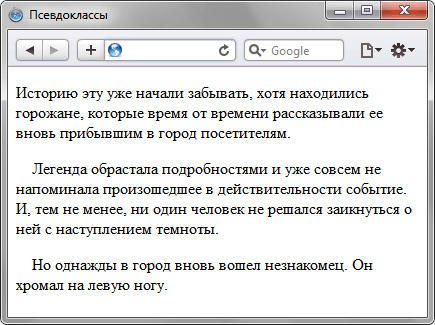 Псевдоклассы
Google
Историю эту уже начали забывать, хотя находились
горожане, которые время от времени рассказывали ее
вновь прибывшим в город посетителям.
Легенда обрастала подробностями и уже совсем не
напоминала произошедшее в действительности событие.
И, тем не менее, ни один человек не решался заикнуться о
ней с наступлением темноты.
Но однажды в город вновь вошел незнакомец. Он
хромал на левую ногу.